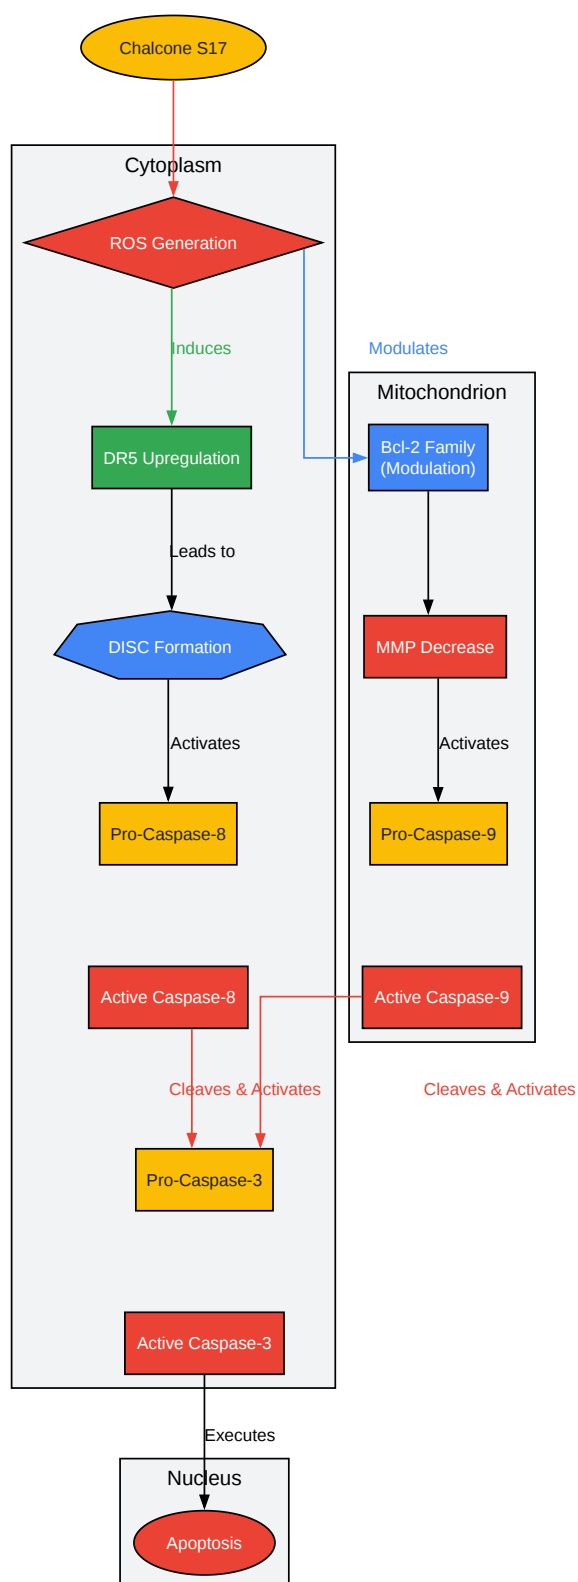 Chalcone S17
Cytoplasm
ROS Generation
Induces
Modulates
Mitochondrion
DR5 Upregulation
Bcl-2 Family
(Modulation)
Leads to
DISC Formation
MMP Decrease
Activates
Activates
Pro-Caspase-8
Pro-Caspase-9
Active Caspase-8
Active Caspase-9
Cleaves & Activates
Cleaves & Activates
Pro-Caspase-3
Active Caspase-3
Executes
Nucleus
Apoptosis